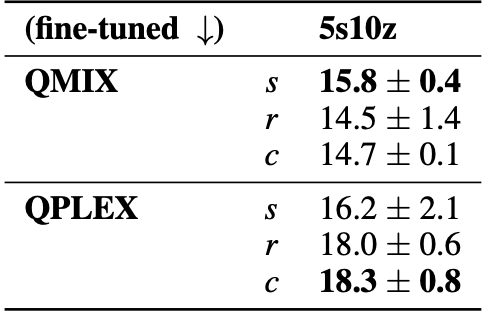 (fine-tuned ↓) 5s10z
QMIX s 15.8 ± 0.4
r 14.5 ± 1.4
c 14.7 ± 0.1
QPLEX s 16.2 ± 2.1
r 18.0 ± 0.6
c 18.3 ± 0.8